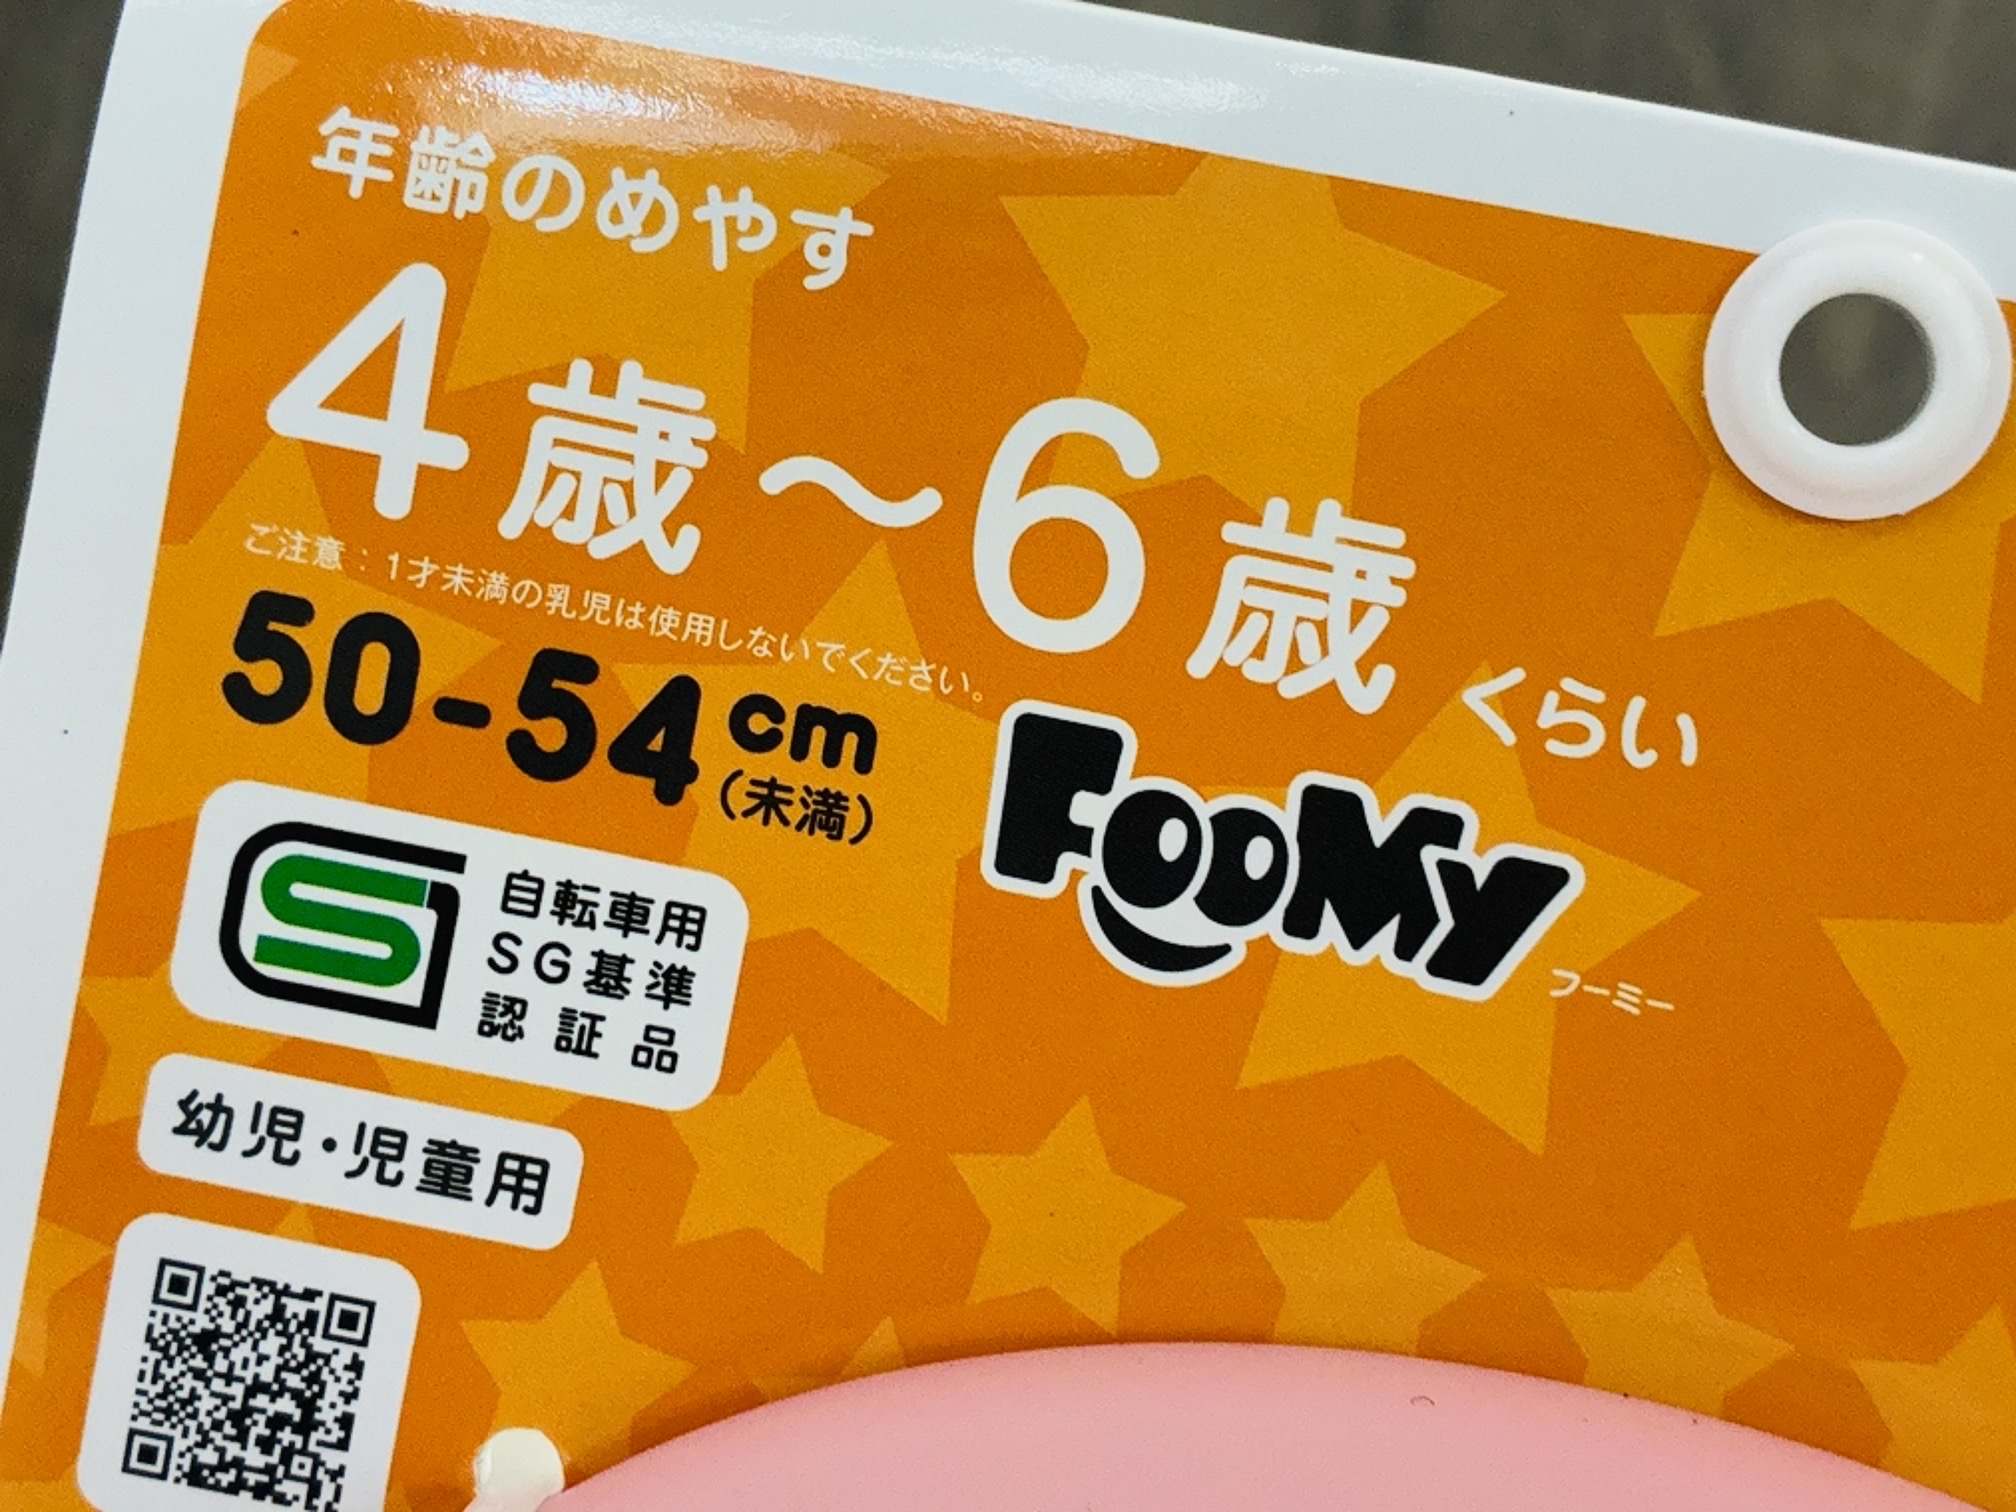 年齢のめやす
4歳～6歳くらい
ご注意：1才未満の乳児は使用しないでください。
50-54cm
(未満)
FOOMY
フーミー
SG
自転車用
SG基準
認証品
幼児・児童用